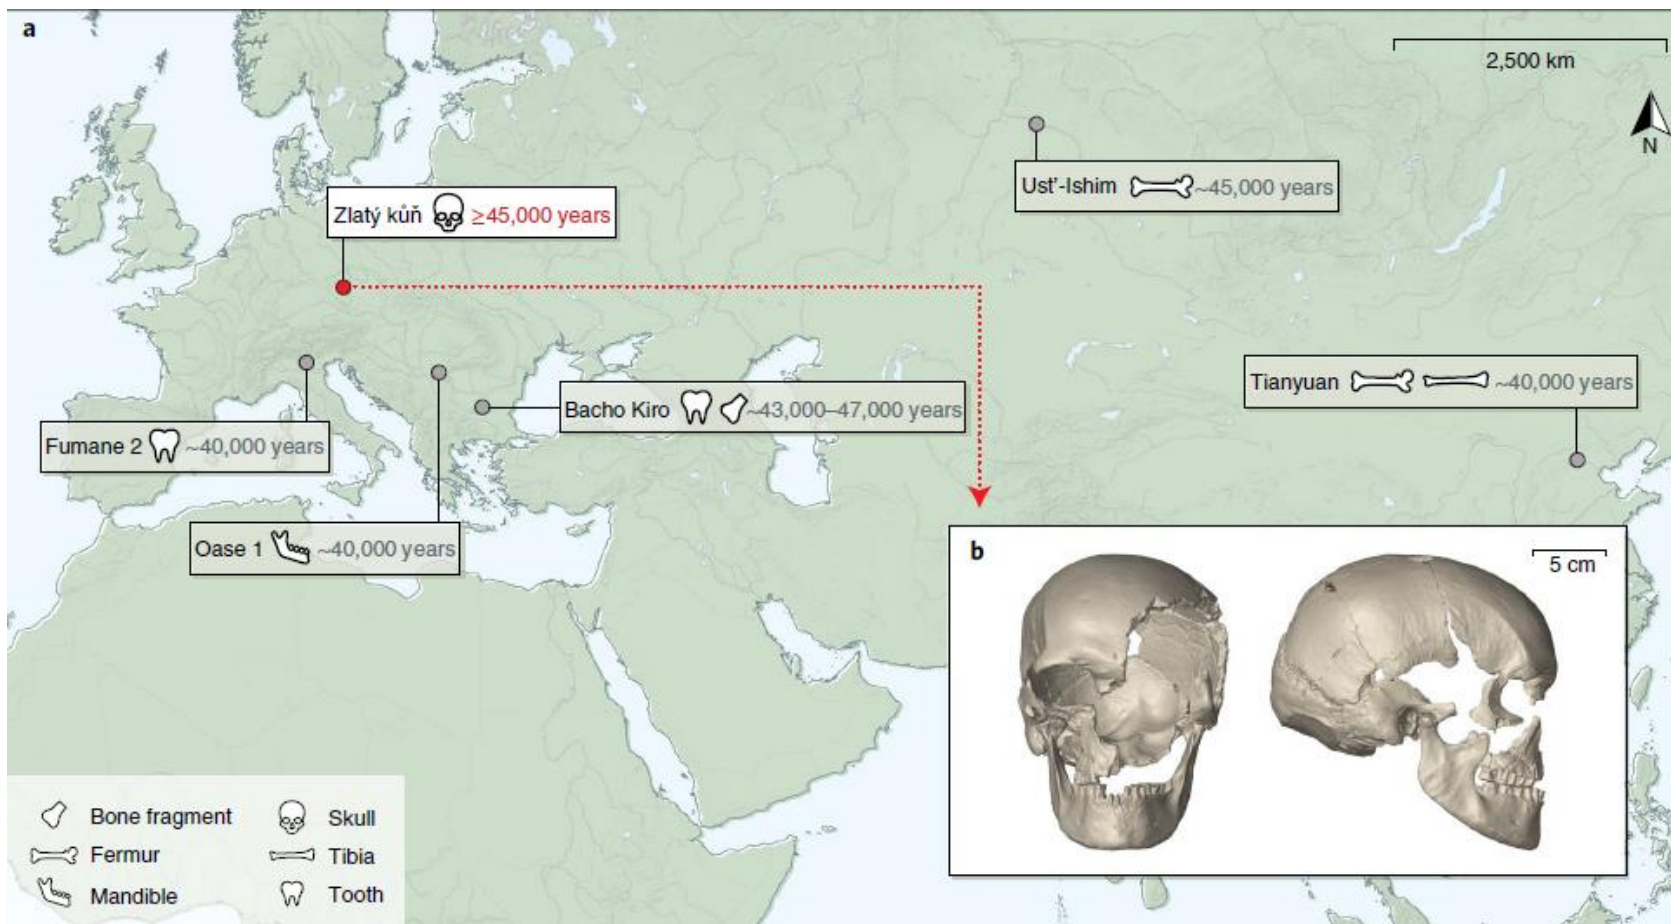 a
2,500 km
N
Ust'-Ishim ~45,000 years
Zlatý kůň ≥45,000 years
Tianyuan ~40,000 years
Bacho Kiro ~43,000–47,000 years
Fumane 2 ~40,000 years
Oase 1 ~40,000 years
b
5 cm
Bone fragment Skull
Fermur Tibia
Mandible Tooth